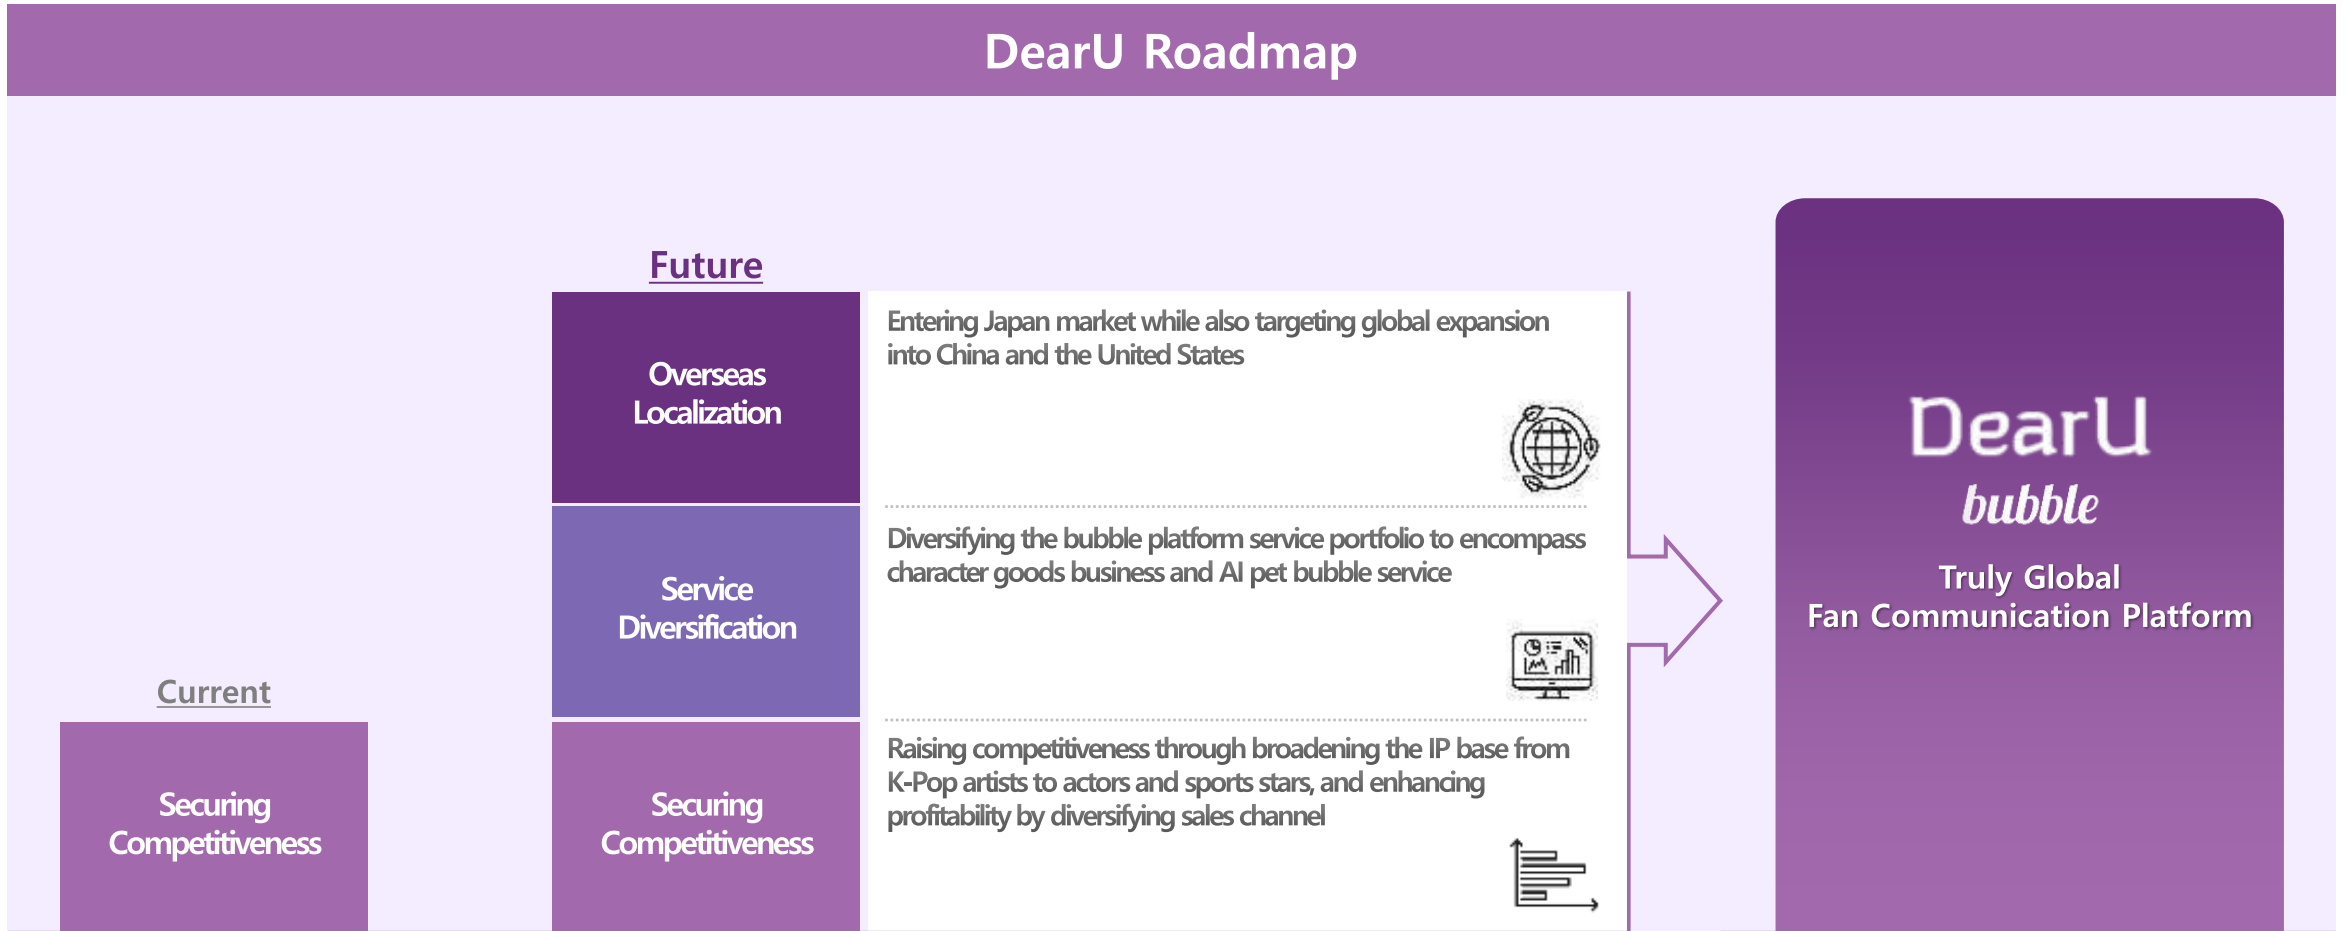 DearU Roadmap
Current
Securing
Competitiveness
Future
Overseas
Localization
Entering Japan market while also targeting global expansion
into China and the United States
Service
Diversification
Diversifying the bubble platform service portfolio to encompass
character goods business and AI pet bubble service
Securing
Competitiveness
Raising competitiveness through broadening the IP base from
K-Pop artists to actors and sports stars, and enhancing
profitability by diversifying sales channel
DearU
bubble
Truly Global
Fan Communication Platform